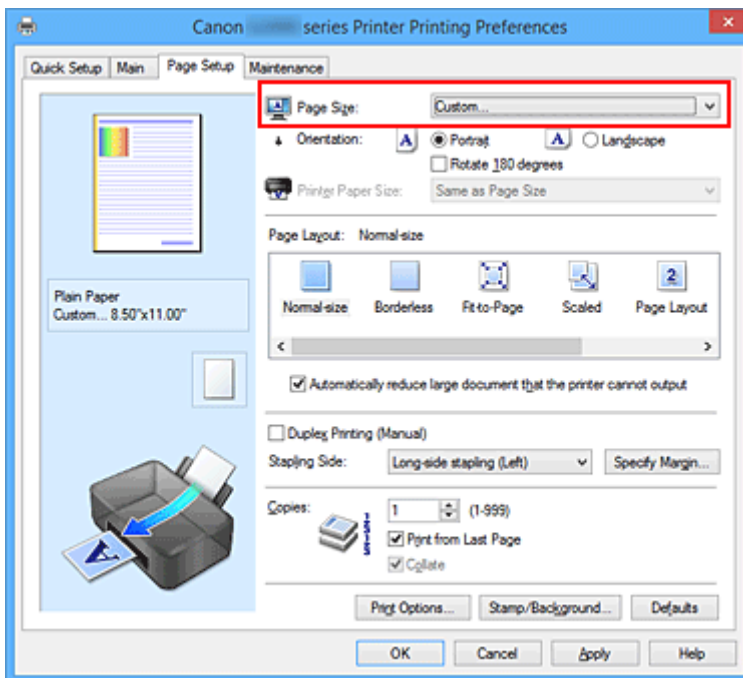 Canon series Printer Printing Preferences
Quick Setup Main Page Setup Maintenance
Page Size: Custom...
Orientation: A Portrait A Landscape
Rotate 180 degrees
Printer Paper Size: Same as Page Size
Page Layout: Normal-size
2
Normal-size Borderless Fit-to-Page Scaled Page Layout
Plain Paper
Custom... 8.50"x11.00"
Automatically reduce large document that the printer cannot output
Duplex Printing (Manual)
Stapling Side: Long-side stapling (Left) Specify Margin...
Copies: 1 (1-999)
Print from Last Page
Collate
A
Print Options... Stamp/Background... Defaults
OK Cancel Apply Help